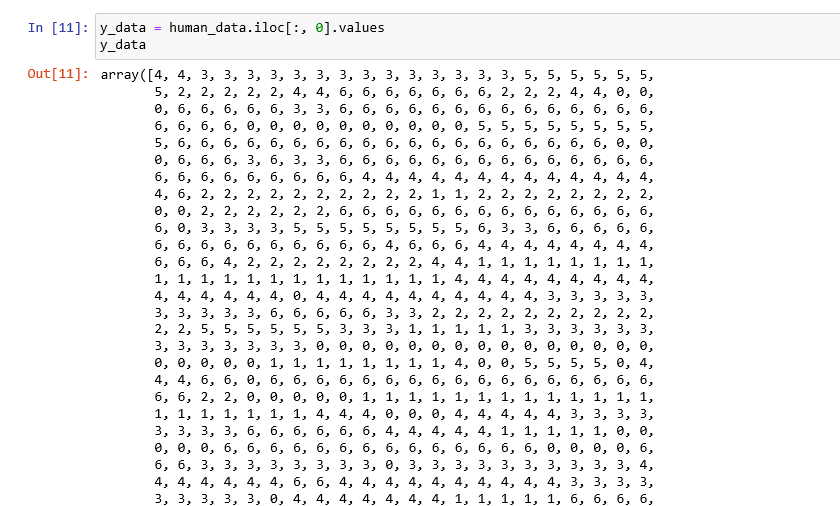 In [11]: y_data = human_data.iloc[:, 0].values
y_data
Out[11]: array([4, 4, 3, 3, 3, 3, 3, 3, 3, 3, 3, 3, 3, 3, 3, 3, 5, 5, 5, 5, 5, 5,
5, 2, 2, 2, 2, 2, 4, 4, 6, 6, 6, 6, 6, 6, 6, 2, 2, 2, 4, 4, 0, 0,
0, 6, 6, 6, 6, 6, 3, 3, 6, 6, 6, 6, 6, 6, 6, 6, 6, 6, 6, 6, 6, 6,
6, 6, 6, 6, 0, 0, 0, 0, 0, 0, 0, 0, 0, 0, 5, 5, 5, 5, 5, 5, 5, 5,
5, 6, 6, 6, 6, 6, 6, 6, 6, 6, 6, 6, 6, 6, 6, 6, 6, 6, 6, 6, 0, 0,
0, 6, 6, 6, 3, 6, 3, 3, 6, 6, 6, 6, 6, 6, 6, 6, 6, 6, 6, 6, 6, 6,
6, 6, 6, 6, 6, 6, 6, 6, 6, 4, 4, 4, 4, 4, 4, 4, 4, 4, 4, 4, 4, 4,
4, 6, 2, 2, 2, 2, 2, 2, 2, 2, 2, 2, 1, 1, 2, 2, 2, 2, 2, 2, 2, 2,
0, 0, 2, 2, 2, 2, 2, 2, 6, 6, 6, 6, 6, 6, 6, 6, 6, 6, 6, 6, 6, 6,
6, 0, 3, 3, 3, 3, 5, 5, 5, 5, 5, 5, 5, 5, 6, 3, 3, 6, 6, 6, 6, 6,
6, 6, 6, 6, 6, 6, 6, 6, 6, 6, 4, 6, 6, 6, 4, 4, 4, 4, 4, 4, 4, 4,
6, 6, 6, 4, 2, 2, 2, 2, 2, 2, 2, 2, 4, 4, 1, 1, 1, 1, 1, 1, 1, 1,
1, 1, 1, 1, 1, 1, 1, 1, 1, 1, 1, 1, 1, 4, 4, 4, 4, 4, 4, 4, 4, 4,
4, 4, 4, 4, 4, 4, 0, 4, 4, 4, 4, 4, 4, 4, 4, 4, 4, 3, 3, 3, 3, 3,
3, 3, 3, 3, 3, 6, 6, 6, 6, 6, 3, 3, 2, 2, 2, 2, 2, 2, 2, 2, 2, 2,
2, 2, 5, 5, 5, 5, 5, 5, 3, 3, 3, 1, 1, 1, 1, 1, 3, 3, 3, 3, 3, 3,
3, 3, 3, 3, 3, 3, 3, 0, 0, 0, 0, 0, 0, 0, 0, 0, 0, 0, 0, 0, 0, 0,
0, 0, 0, 0, 0, 1, 1, 1, 1, 1, 1, 1, 1, 4, 0, 0, 5, 5, 5, 5, 0, 4,
4, 4, 6, 6, 0, 6, 6, 6, 6, 6, 6, 6, 6, 6, 6, 6, 6, 6, 6, 6, 6, 6,
6, 6, 2, 2, 0, 0, 0, 0, 0, 1, 1, 1, 1, 1, 1, 1, 1, 1, 1, 1, 1, 1,
1, 1, 1, 1, 1, 1, 1, 4, 4, 4, 0, 0, 0, 4, 4, 4, 4, 4, 3, 3, 3, 3,
3, 3, 3, 3, 6, 6, 6, 6, 6, 6, 4, 4, 4, 4, 4, 1, 1, 1, 1, 1, 0, 0,
0, 0, 0, 6, 6, 6, 6, 6, 6, 6, 6, 6, 6, 6, 6, 6, 6, 0, 0, 0, 0, 6,
6, 6, 3, 3, 3, 3, 3, 3, 3, 3, 0, 3, 3, 3, 3, 3, 3, 3, 3, 3, 3, 4,
4, 4, 4, 4, 4, 4, 6, 6, 4, 4, 4, 4, 4, 4, 4, 4, 4, 4, 3, 3, 3, 3,
3, 3, 3, 3, 3, 0, 4, 4, 4, 4, 4, 4, 4, 1, 1, 1, 1, 1, 6, 6, 6, 6,